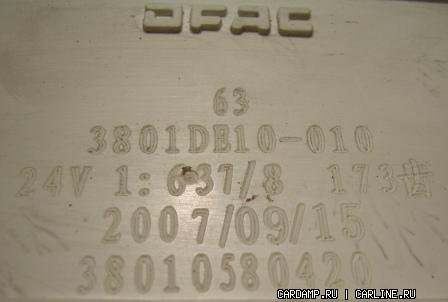 DFAC
63
3801DB10-010
24V 1:637/8 173齿
2007/09/15
38010580420
CARDAMP.RU | CARLINE.RU